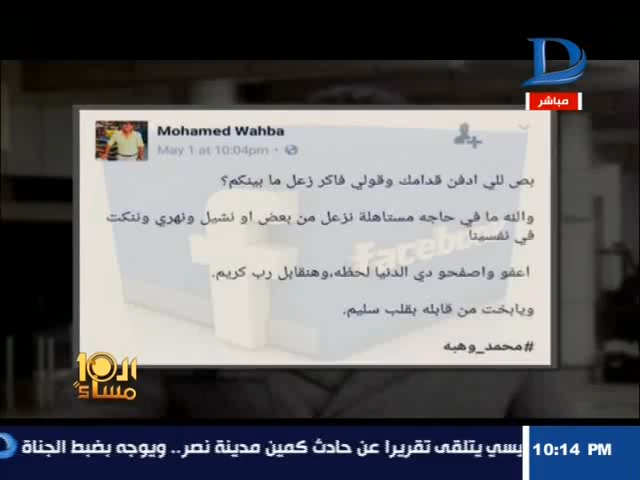 مباشر
Mohamed Wahba
May 1 at 10:04pm
بص للي ادفن قدامك وقولي فاكر زعل ما بينكم؟
والله ما في حاجه مستاهلة نزعل من بعض او نشيل ونهري وننكت
في نفسينا
اعفو واصفحو دي الدنيا لحظه،وهنقابل رب كريم.
ويابخت من قابله بقلب سليم.
#محمد_وهبه
facebo
الـ10
مساءً
يسي يتلقى تقريرا عن حادث كمين مدينة نصر.. ويوجه بضبط الجناة
10:14 PM